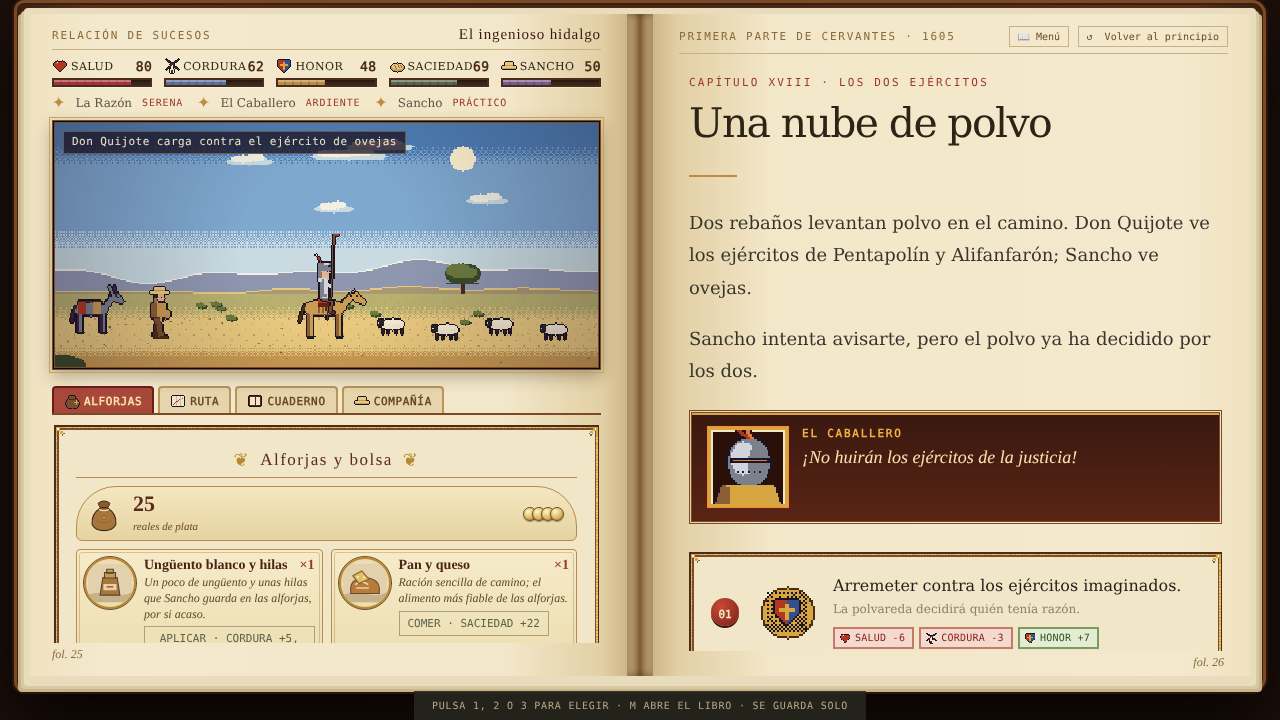 RELACIÓN DE SUCESOS
El ingenioso hidalgo
SALUD 80
CORDURA 62
HONOR 48
SACIEDAD 69
SANCHO 50
✦ La Razón SERENA ✦ El Caballero ARDIENTE ✦ Sancho PRÁCTICO
Don Quijote carga contra el ejército de ovejas
ALFORJAS
RUTA
CUADERNO
COMPAÑÍA
Alforjas y bolsa
25
reales de plata
Ungüento blanco y hilas ×1
Un poco de ungüento y unas hilas
que Sancho guarda en las alforjas,
por si acaso.
APLICAR · CORDURA +5,
Pan y queso ×1
Ración sencilla de camino; el
alimento más fiable de las alforjas.
COMER · SACIEDAD +22
fol. 25
PRIMERA PARTE DE CERVANTES · 1605
Menú
↺ Volver al principio
CAPÍTULO XVIII · LOS DOS EJÉRCITOS
Una nube de polvo
Dos rebaños levantan polvo en el camino. Don Quijote ve
los ejércitos de Pentapolín y Alifanfarón; Sancho ve
ovejas.
Sancho intenta avisarte, pero el polvo ya ha decidido por
los dos.
EL CABALLERO
¡No huirán los ejércitos de la justicia!
01
Arremeter contra los ejércitos imaginados.
La polvareda decidirá quién tenía razón.
SALUD -6
CORDURA -3
HONOR +7
fol. 26
PULSA 1, 2 O 3 PARA ELEGIR · M ABRE EL LIBRO · SE GUARDA SOLO